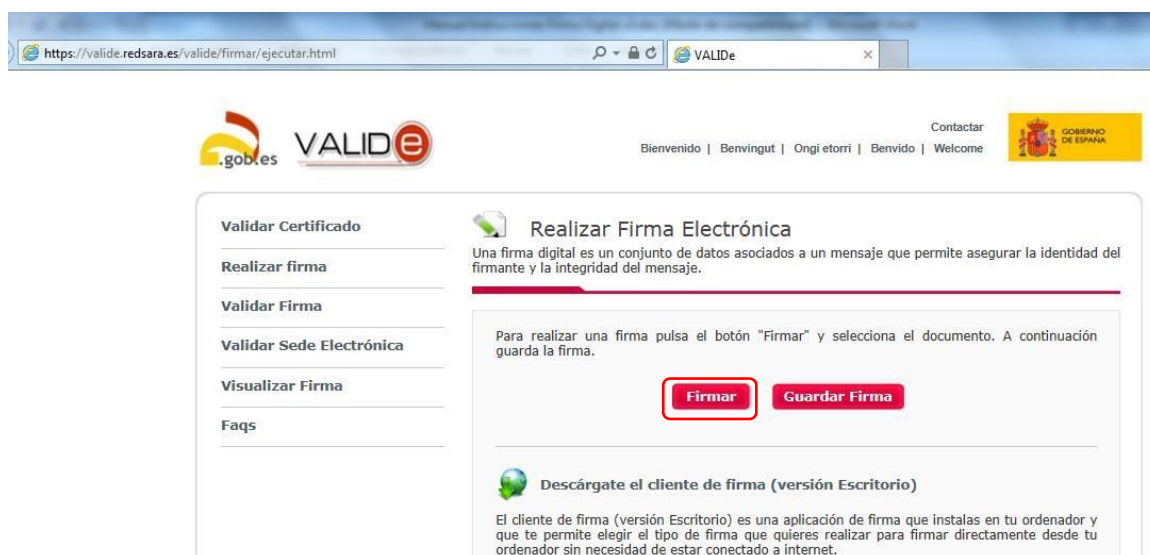 https://valide.redsara.es/valide/firmar/ejecutar.html
VALIDe
.gob.es
VALIDe
Contactar
Bienvenido | Benvingut | Ongi etorri | Benvido | Welcome
GOBIERNO
DE ESPAÑA
Validar Certificado
Realizar firma
Validar Firma
Validar Sede Electrónica
Visualizar Firma
Faqs
Realizar Firma Electrónica
Una firma digital es un conjunto de datos asociados a un mensaje que permite asegurar la identidad del
firmante y la integridad del mensaje.
Para realizar una firma pulsa el botón "Firmar" y selecciona el documento. A continuación
guarda la firma.
Firmar
Guardar Firma
Descárgate el cliente de firma (versión Escritorio)
El cliente de firma (versión Escritorio) es una aplicación de firma que instalas en tu ordenador y
que te permite elegir el tipo de firma que quieres realizar para firmar directamente desde tu
ordenador sin necesidad de estar conectado a internet.